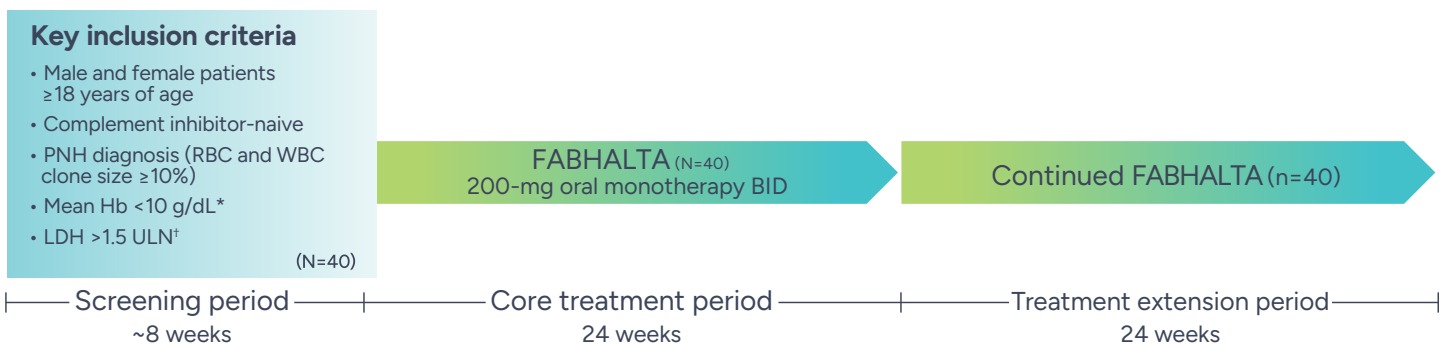 Key inclusion criteria
• Male and female patients
≥18 years of age
• Complement inhibitor-naive
• PNH diagnosis (RBC and WBC
clone size ≥10%)
• Mean Hb <10 g/dL*
• LDH >1.5 ULN†
(N=40)
FABHALTA (N=40)
200-mg oral monotherapy BID
Continued FABHALTA (n=40)
Screening period
~8 weeks
Core treatment period
24 weeks
Treatment extension period
24 weeks